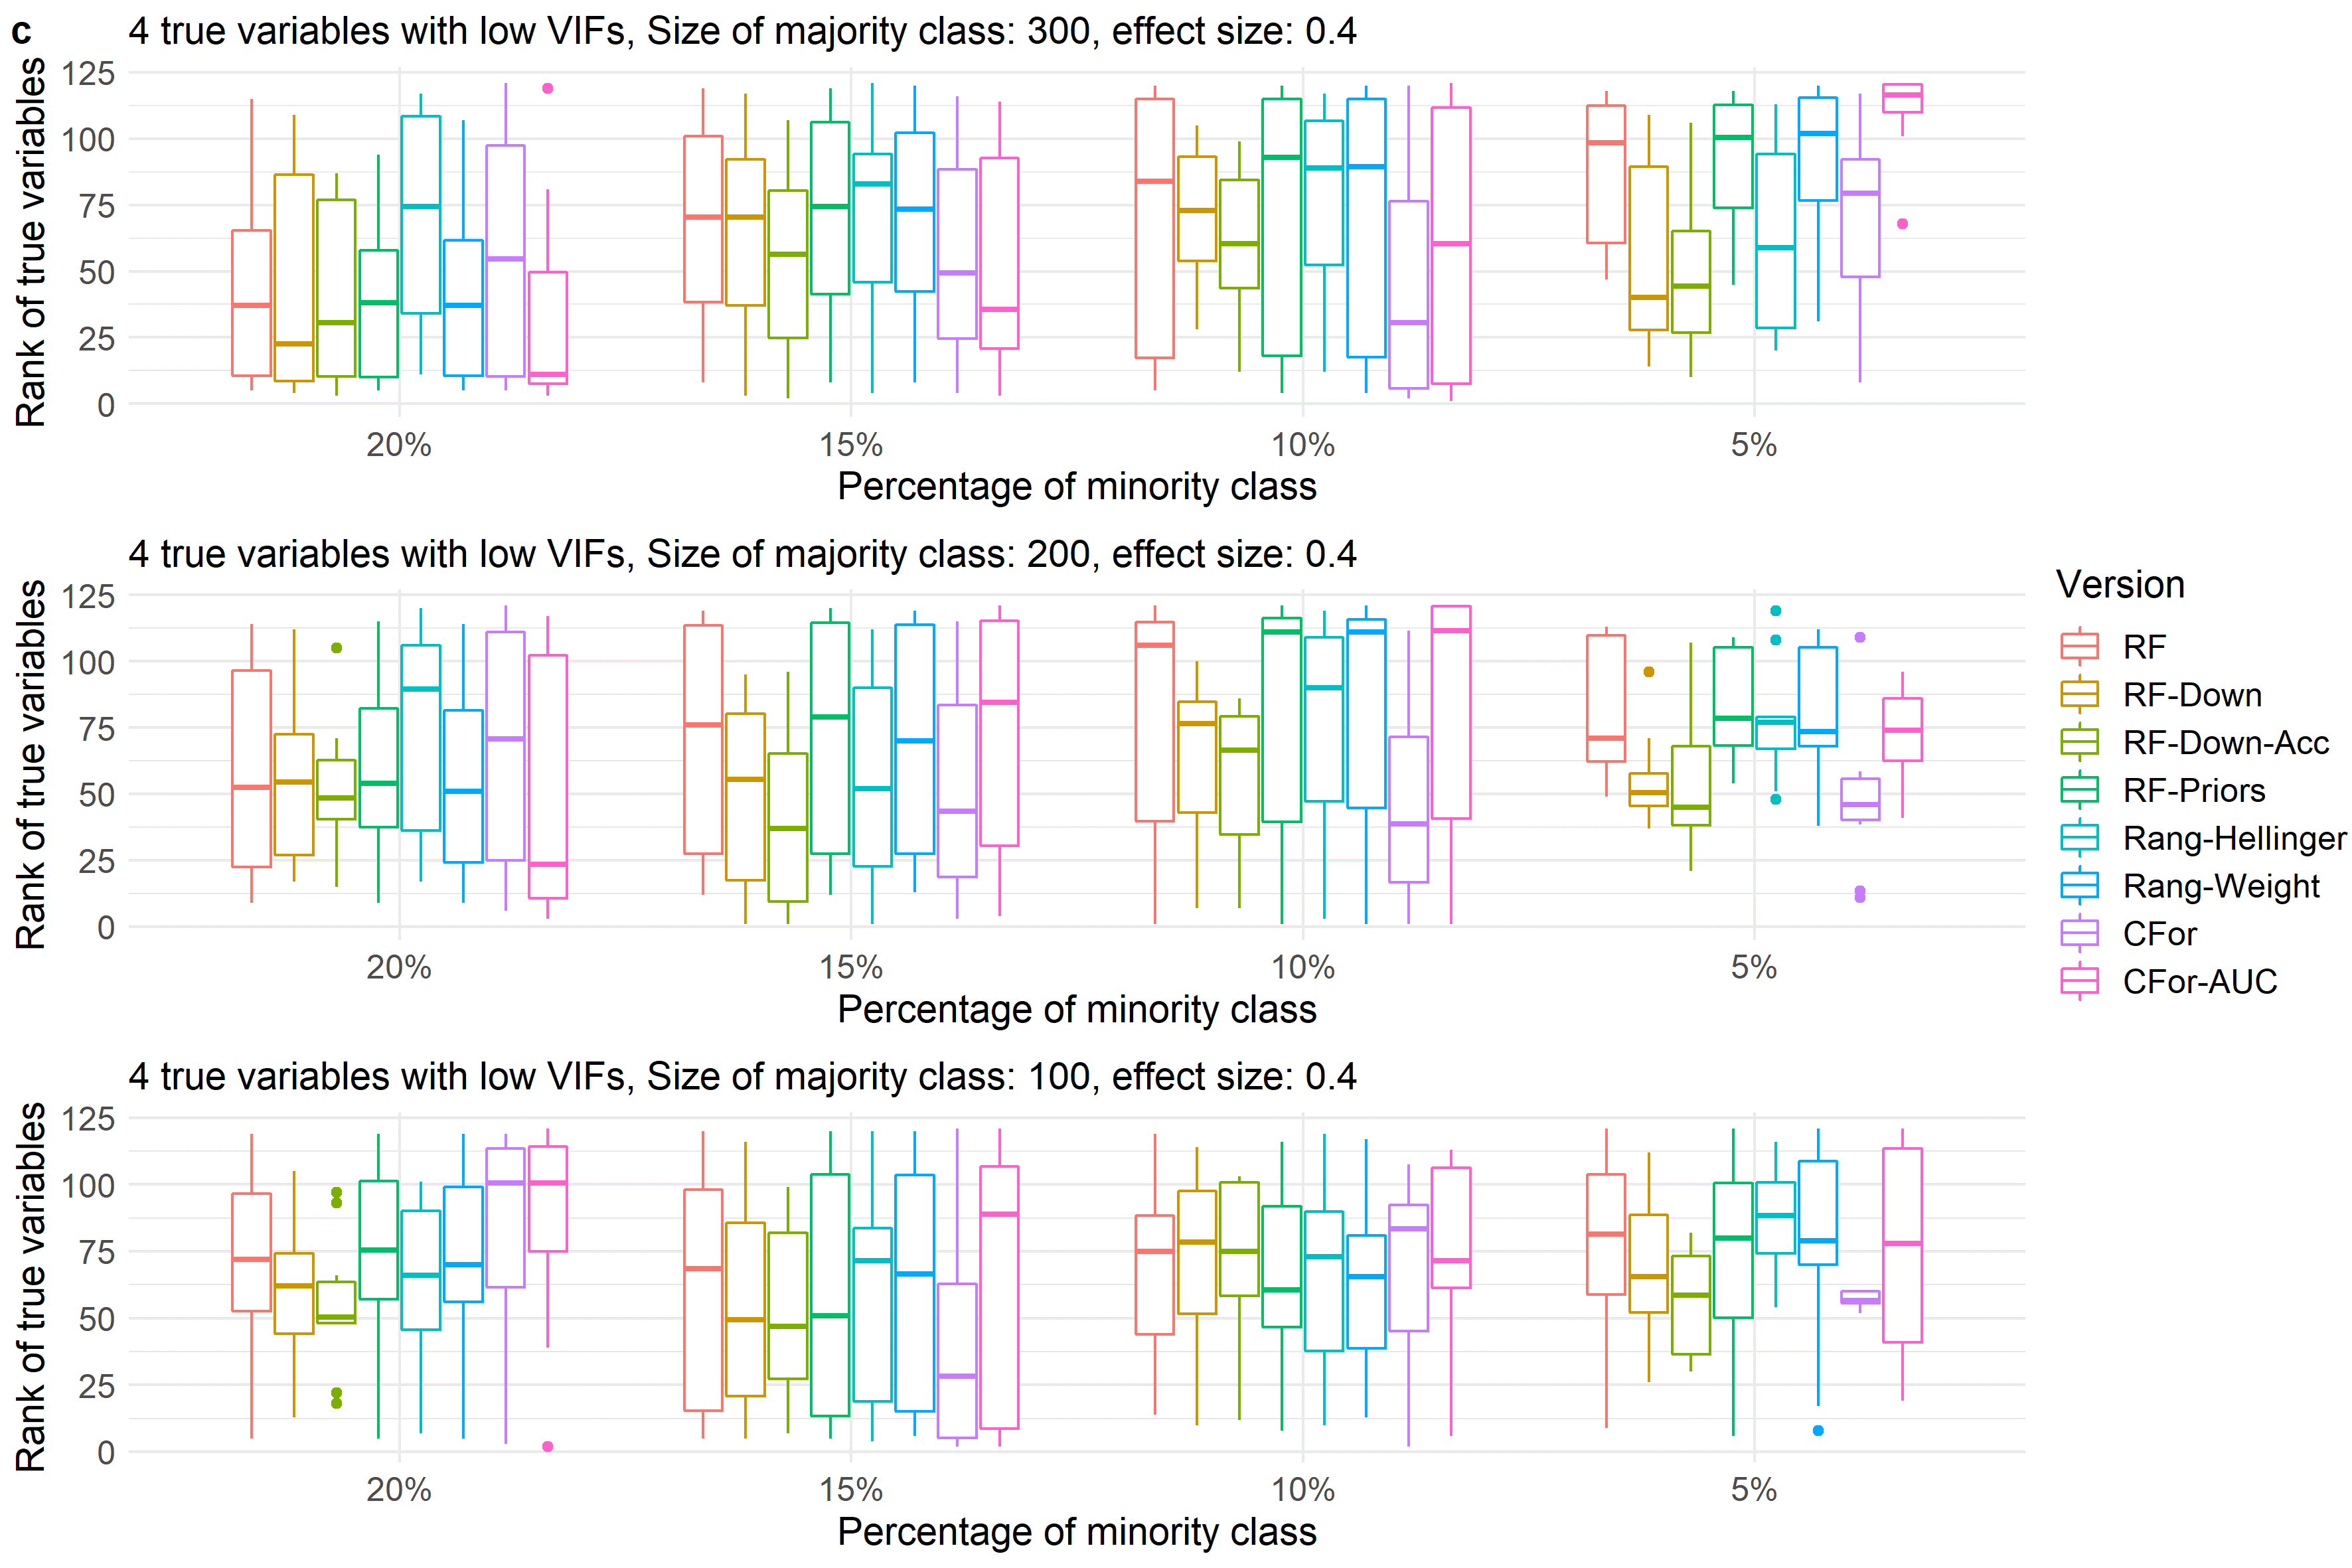 c
4 true variables with low VIFs, Size of majority class: 300, effect size: 0.4
Rank of true variables
125
100
75
50
25
0
20% 15% 10% 5%
Percentage of minority class
4 true variables with low VIFs, Size of majority class: 200, effect size: 0.4
Rank of true variables
125
100
75
50
25
0
20% 15% 10% 5%
Percentage of minority class
4 true variables with low VIFs, Size of majority class: 100, effect size: 0.4
Rank of true variables
125
100
75
50
25
0
20% 15% 10% 5%
Percentage of minority class
Version
RF
RF-Down
RF-Down-Acc
RF-Priors
Rang-Hellinger
Rang-Weight
CFor
CFor-AUC